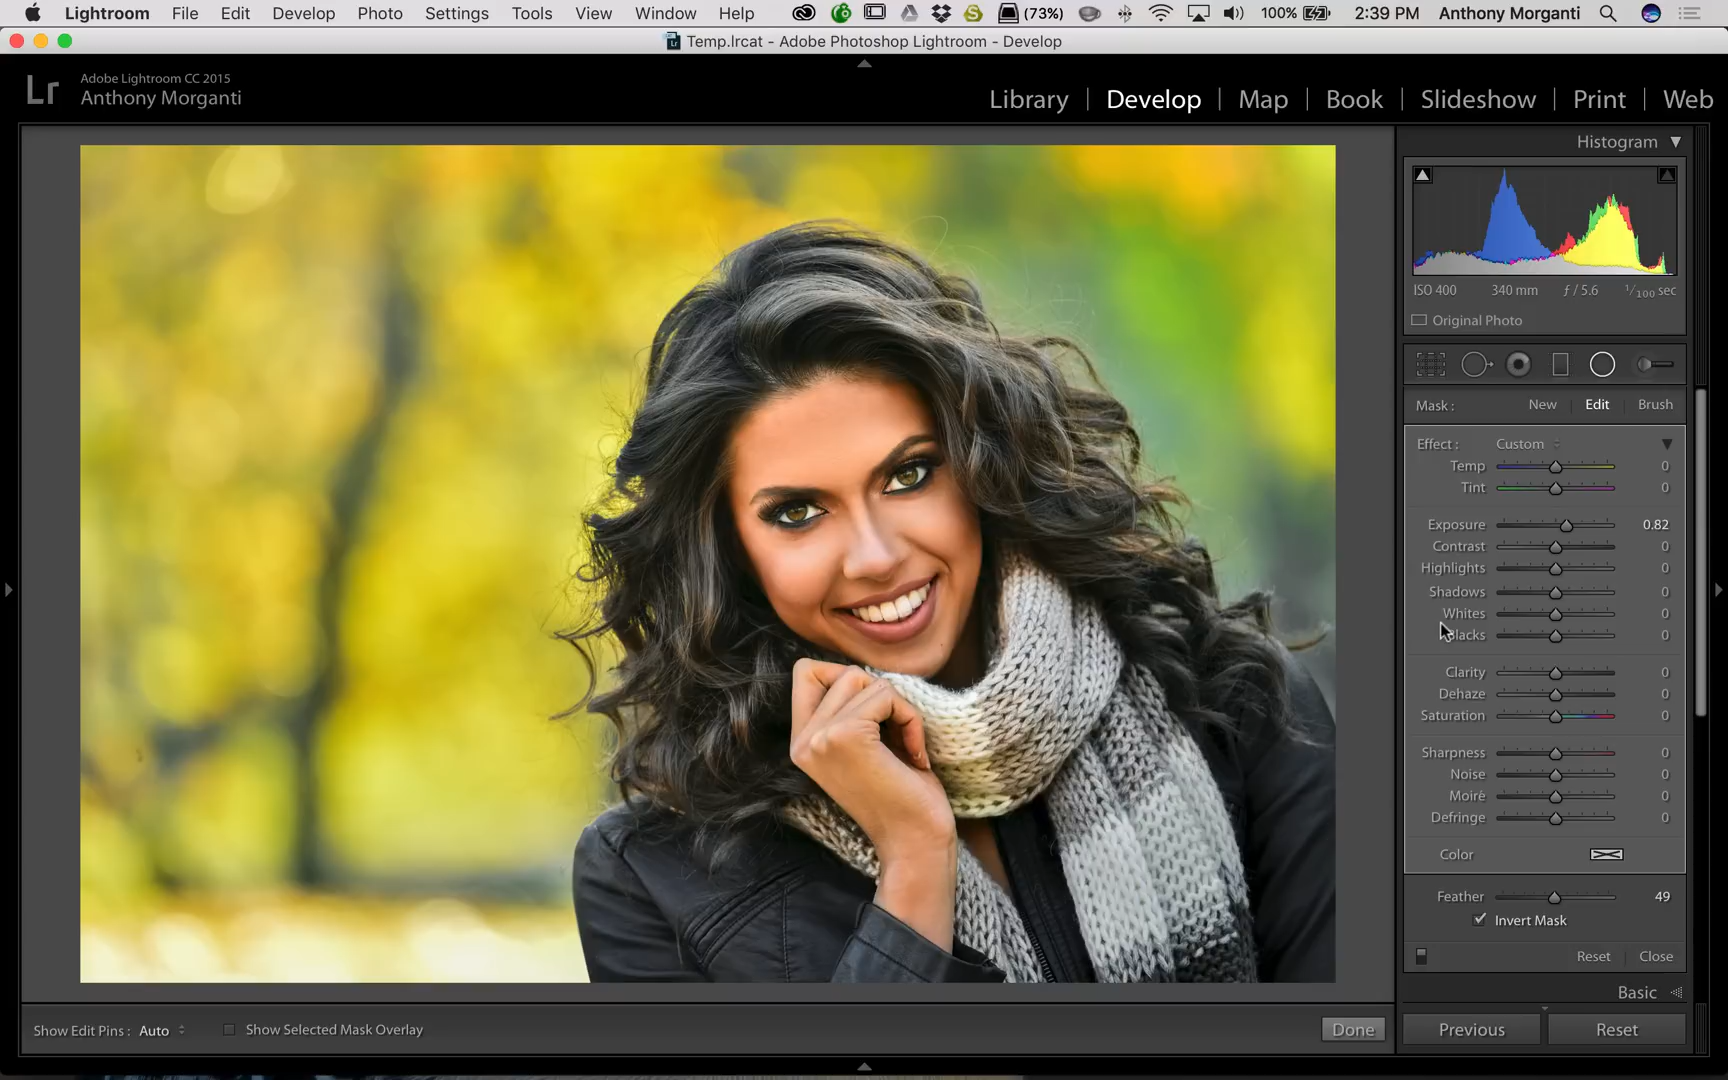 Lightroom File Edit Develop Photo Settings Tools View Window Help (73%) 100% 2:39 PM Anthony Morganti
Temp.lrcat - Adobe Photoshop Lightroom - Develop
Lr
Adobe Lightroom CC 2015
Anthony Morganti
Library | Develop | Map | Book | Slideshow | Print | Web
Histogram
ISO 400 340 mm ƒ / 5.6 1/100 sec
Original Photo
Mask : New Edit Brush
Effect : Custom
Temp 0
Tint 0
Exposure 0.82
Contrast 0
Highlights 0
Shadows 0
Whites 0
Blacks 0
Clarity 0
Dehaze 0
Saturation 0
Sharpness 0
Noise 0
Moiré 0
Defringe 0
Color
Feather 49
Invert Mask
Reset Close
Basic
Show Edit Pins : Auto Show Selected Mask Overlay Done Previous Reset